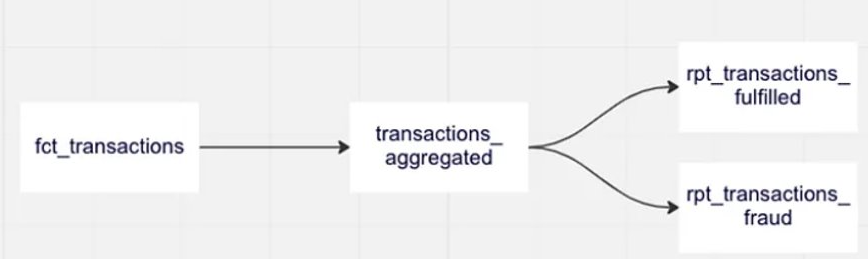 fct_transactions
transactions_
aggregated
rpt_transactions_
fulfilled
rpt_transactions_
fraud